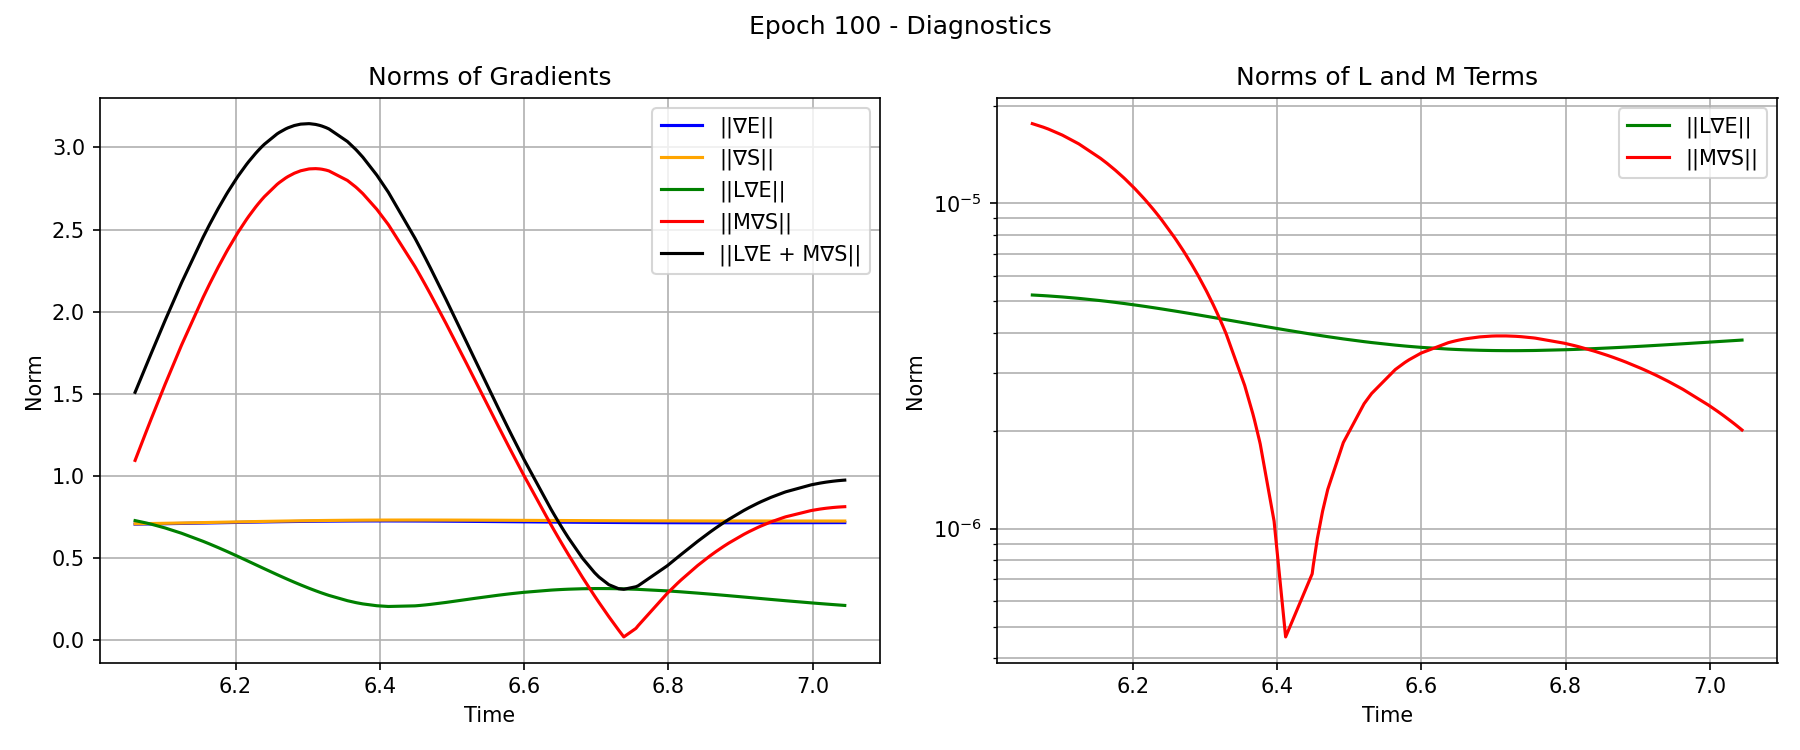 Epoch 100 - Diagnostics
Norms of Gradients
||∇E||
||∇S||
||L∇E||
||M∇S||
||L∇E + M∇S||
3.0
2.5
2.0
1.5
1.0
0.5
0.0
Norm
6.2
6.4
6.6
6.8
7.0
Time
Norms of L and M Terms
||L∇E||
||M∇S||
10⁻⁵
10⁻⁶
Norm
6.2
6.4
6.6
6.8
7.0
Time